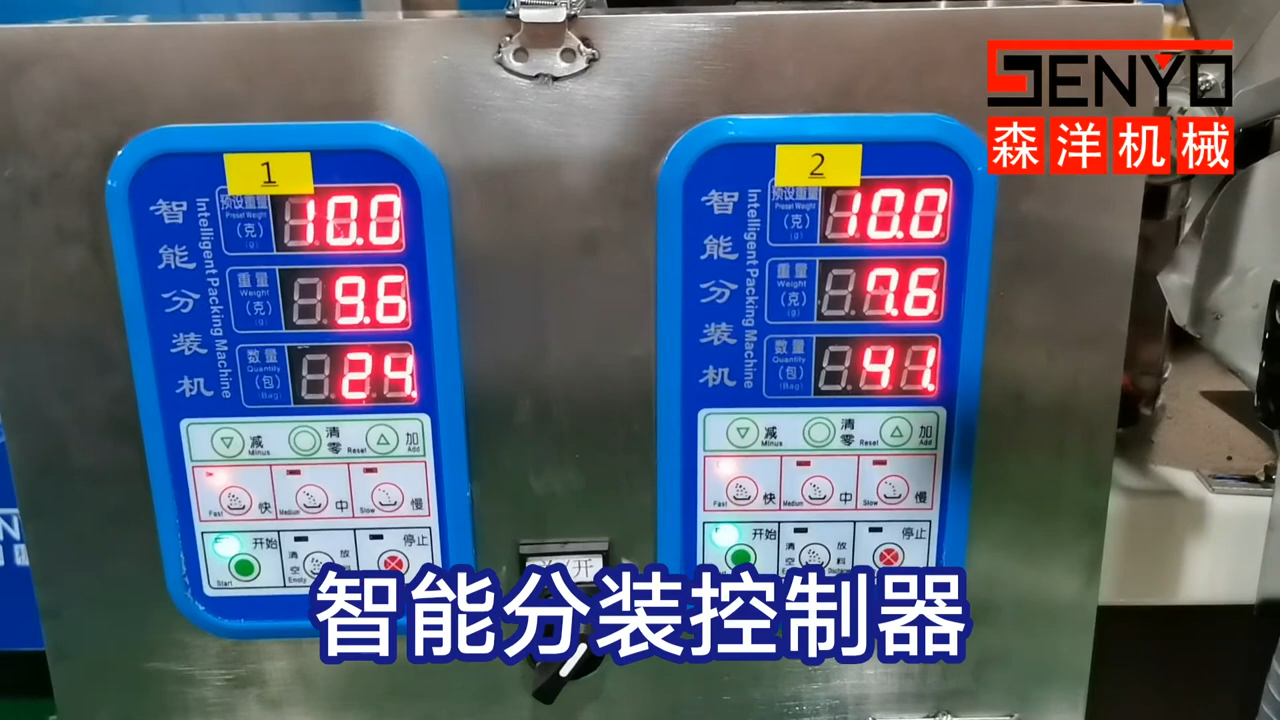 SENYO
森洋机械
1
智能分装机
Intelligent Packing Machine
预设重量
Preset Weight
(克)
(g)
10.0
重量
Weight
(克)
(g)
9.6
数量
Quantity
(包)
(Bag)
24.
减
Minus
清零
Reset
加
Add
Fast
快
Medium
中
Slow
慢
开始
Start
清空
Empty
放料
停止
2
智能分装机
Intelligent Packing Machine
预设重量
Preset Weight
(克)
(g)
10.0
重量
Weight
(克)
(g)
7.6
数量
Quantity
(包)
(Bag)
41.
减
Minus
清零
Reset
加
Add
Fast
快
Medium
中
Slow
慢
开始
Start
清空
Empty
放料
停止
开
智能分装控制器